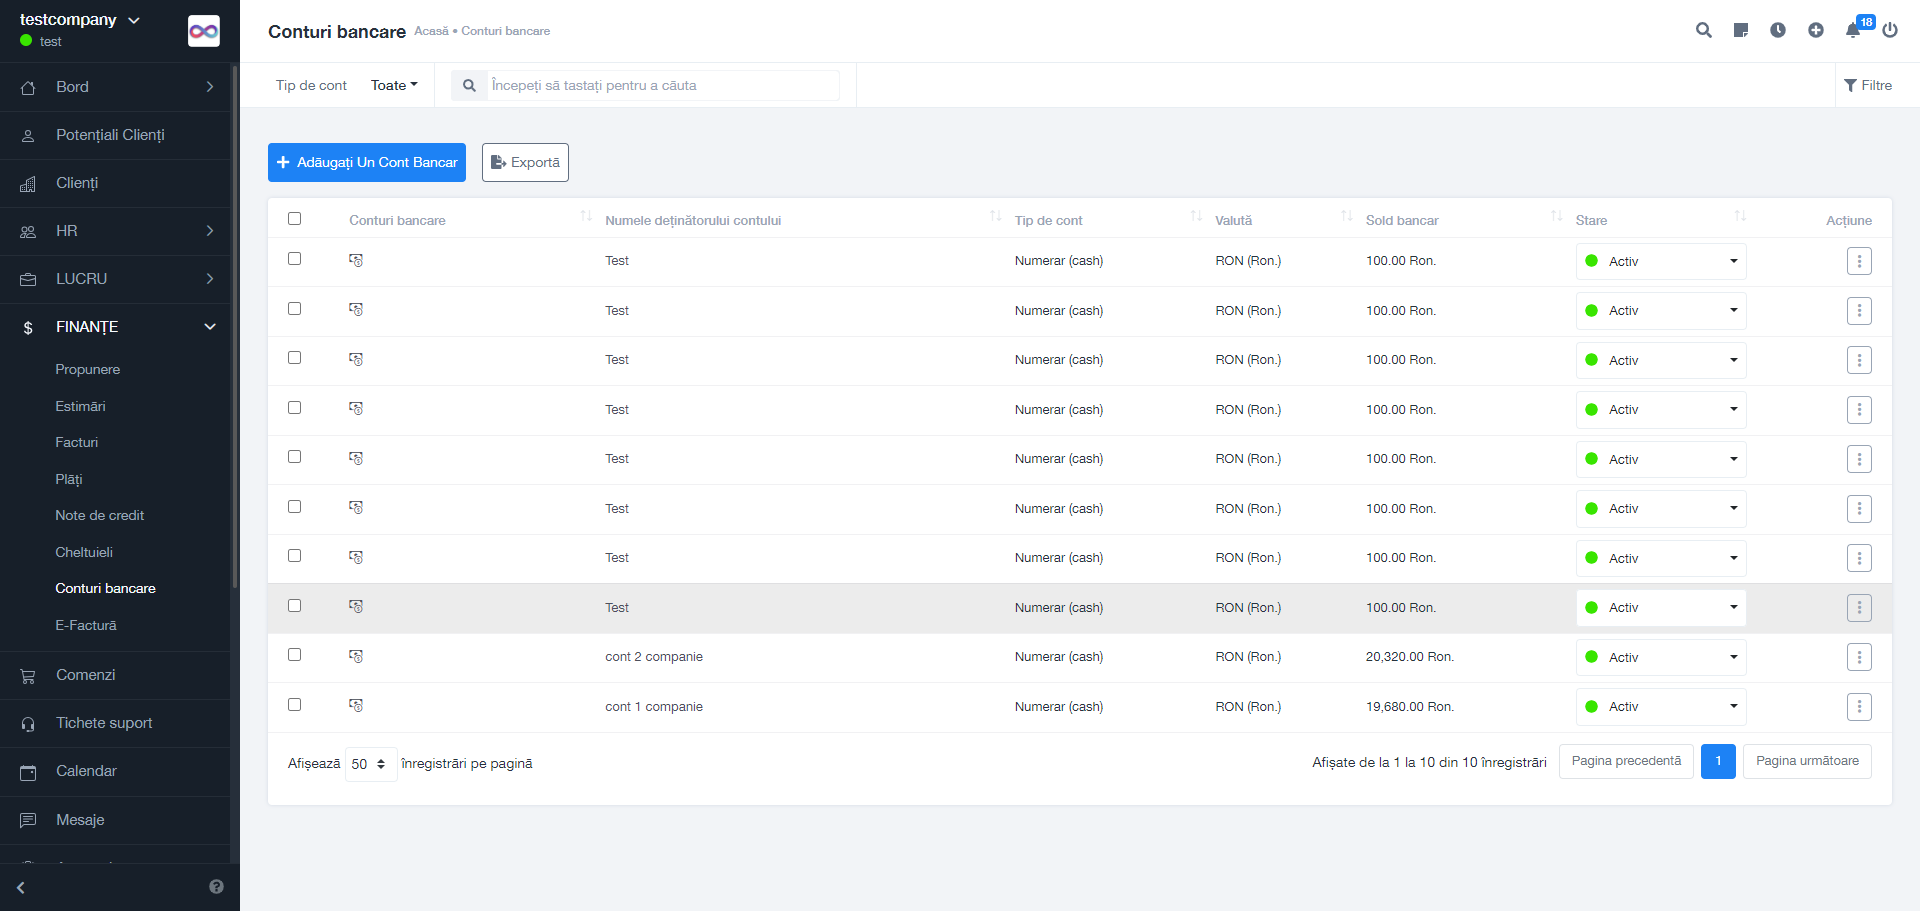 testcompany
test
Bord
Potențiali Clienți
Clienți
HR
LUCRU
$ FINANȚE
Propunere
Estimări
Facturi
Plăți
Note de credit
Cheltuieli
Conturi bancare
E-Factură
Comenzi
Tichete suport
Calendar
Mesaje
Conturi bancare Acasă • Conturi bancare
18
Tip de cont Toate Începeți să tastați pentru a căuta Filtre
Adăugați Un Cont Bancar Exportă
Conturi bancare Numele deținătorului contului Tip de cont Valută Sold bancar Stare Acțiune
Test Numerar (cash) RON (Ron.) 100.00 Ron. Activ
Test Numerar (cash) RON (Ron.) 100.00 Ron. Activ
Test Numerar (cash) RON (Ron.) 100.00 Ron. Activ
Test Numerar (cash) RON (Ron.) 100.00 Ron. Activ
Test Numerar (cash) RON (Ron.) 100.00 Ron. Activ
Test Numerar (cash) RON (Ron.) 100.00 Ron. Activ
Test Numerar (cash) RON (Ron.) 100.00 Ron. Activ
Test Numerar (cash) RON (Ron.) 100.00 Ron. Activ
cont 2 companie Numerar (cash) RON (Ron.) 20,320.00 Ron. Activ
cont 1 companie Numerar (cash) RON (Ron.) 19,680.00 Ron. Activ
Afișează 50 înregistrări pe pagină Afișate de la 1 la 10 din 10 înregistrări Pagina precedentă 1 Pagina următoare